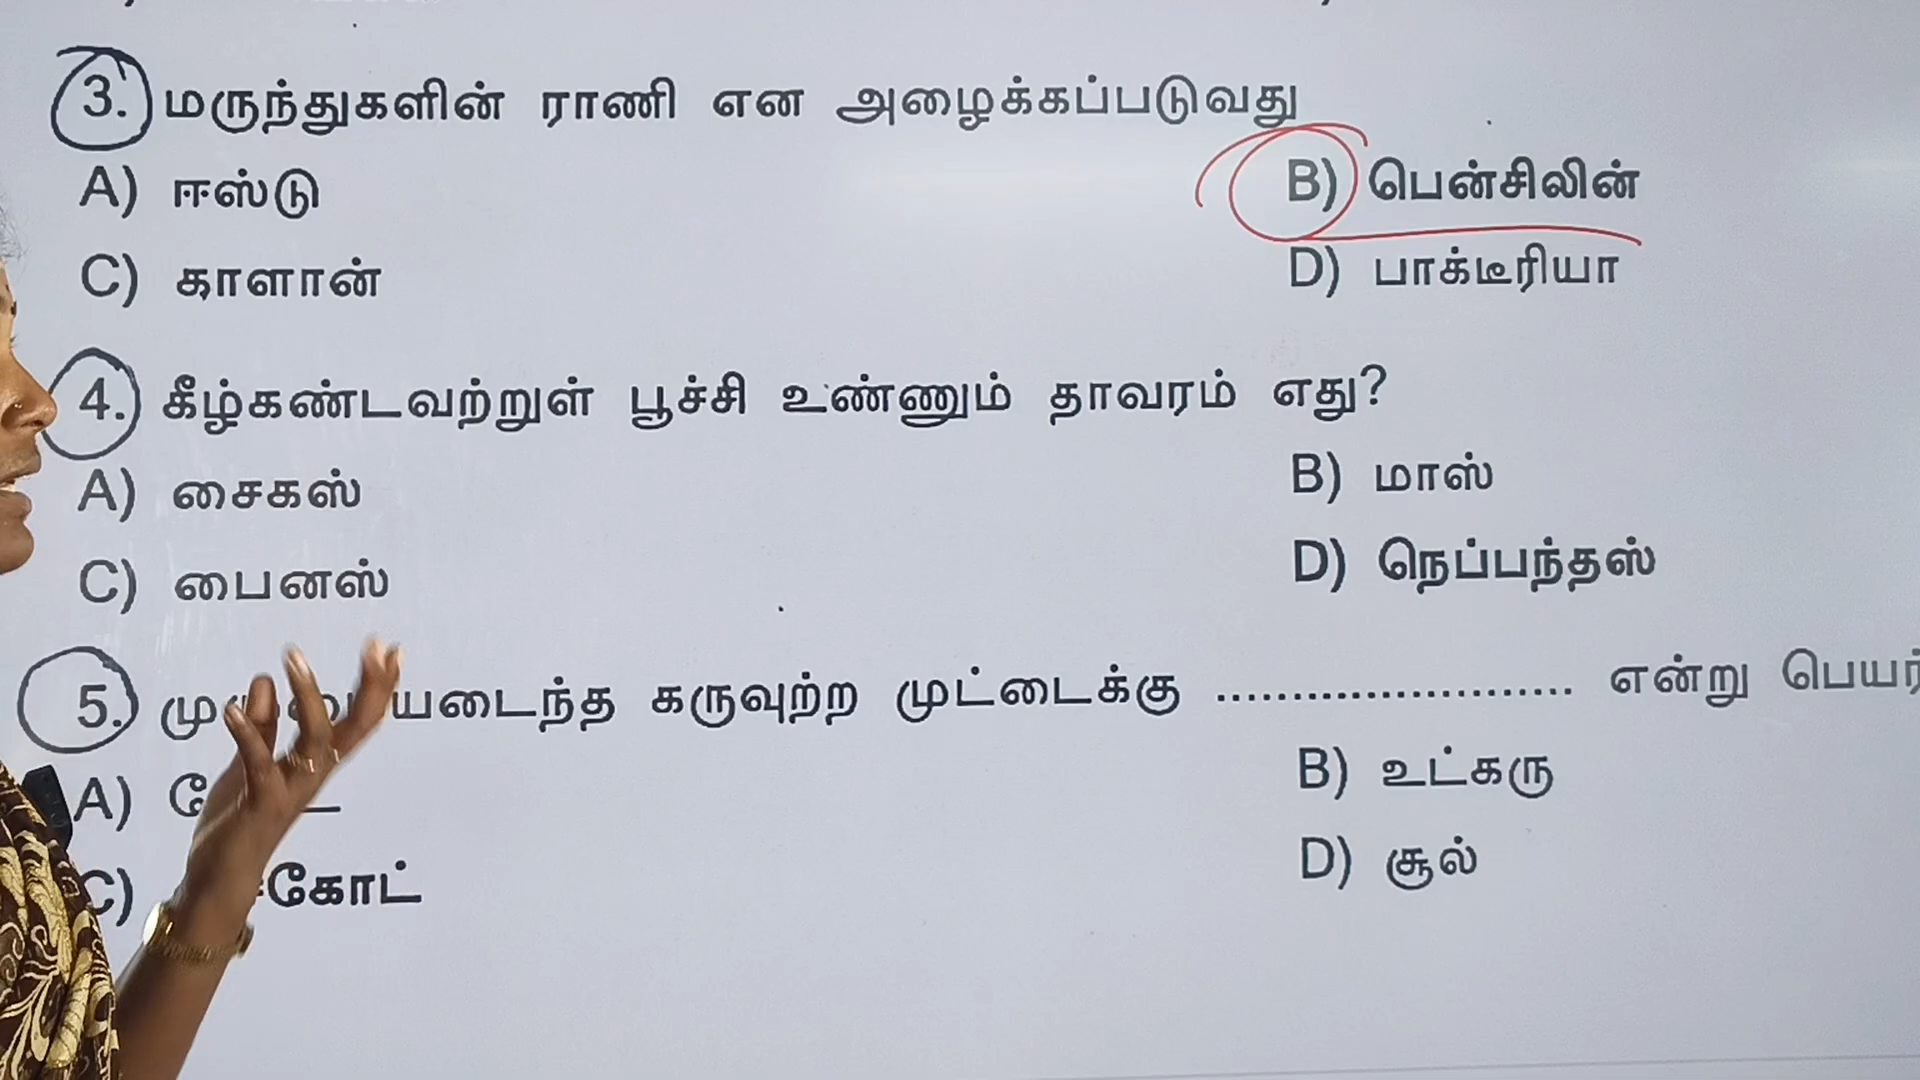 3. மருந்துகளின் ராணி என அழைக்கப்படுவது
A) ஈஸ்டு B) பென்சிலின்
C) காளான் D) பாக்டீரியா
4. கீழ்கண்டவற்றுள் பூச்சி உண்ணும் தாவரம் எது?
A) சைகஸ் B) மாஸ்
C) பைனஸ் D) நெப்பந்தஸ்
5. கருவுற்ற முட்டைக்கு ........................ என்று பெயர்
A) B) உட்கரு
C) D) சூல்